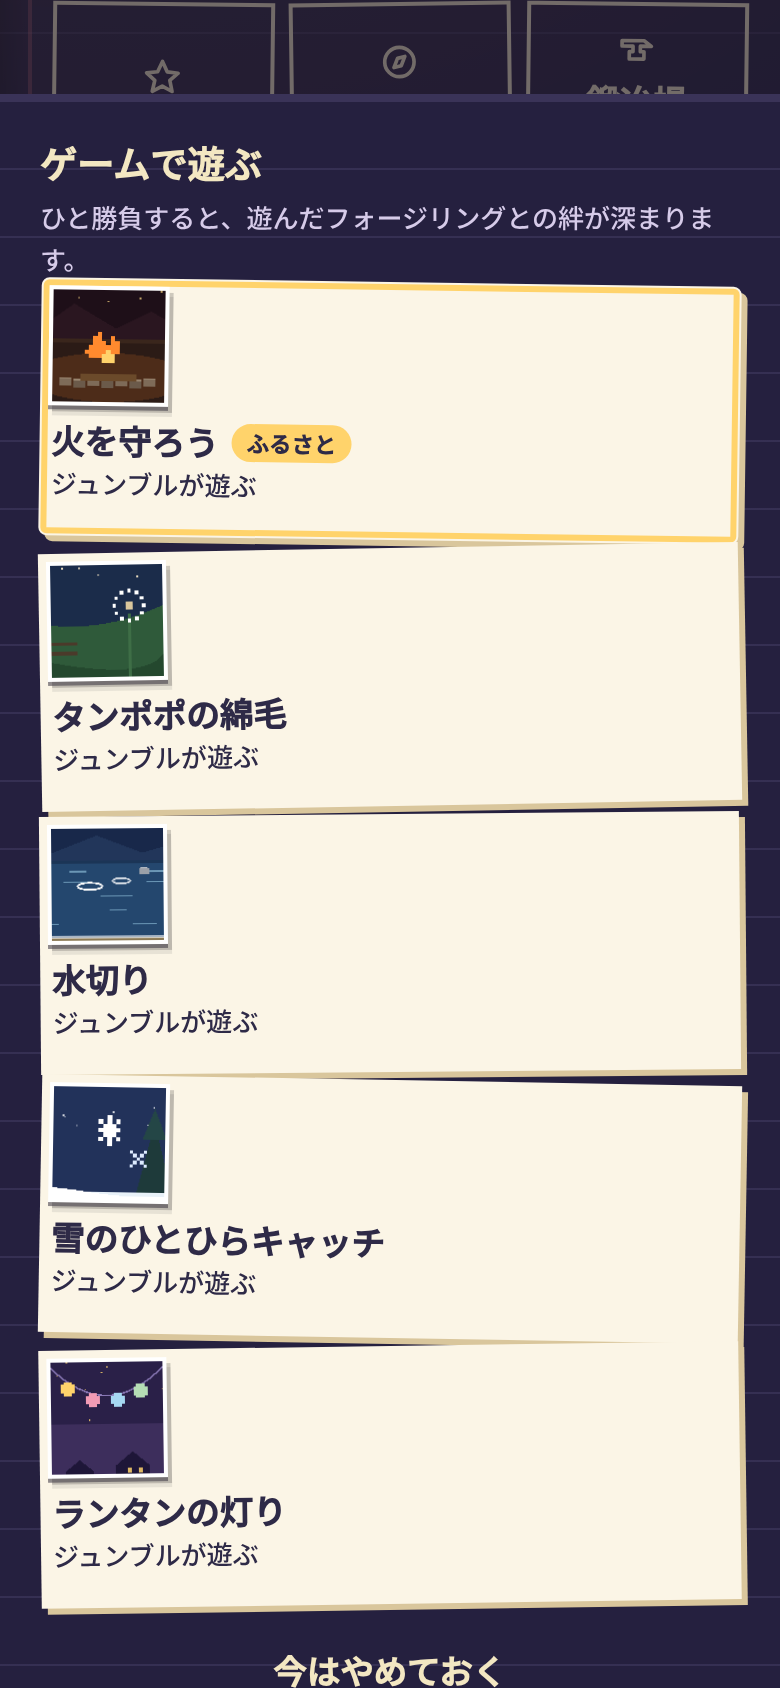 ゲームで遊ぶ
ひと勝負すると、遊んだフォージリングとの絆が深まりま
す。
火を守ろう ふるさと
ジュンブルが遊ぶ
タンポポの綿毛
ジュンブルが遊ぶ
水切り
ジュンブルが遊ぶ
雪のひとひらキャッチ
ジュンブルが遊ぶ
ランタンの灯り
ジュンブルが遊ぶ
今はやめておく